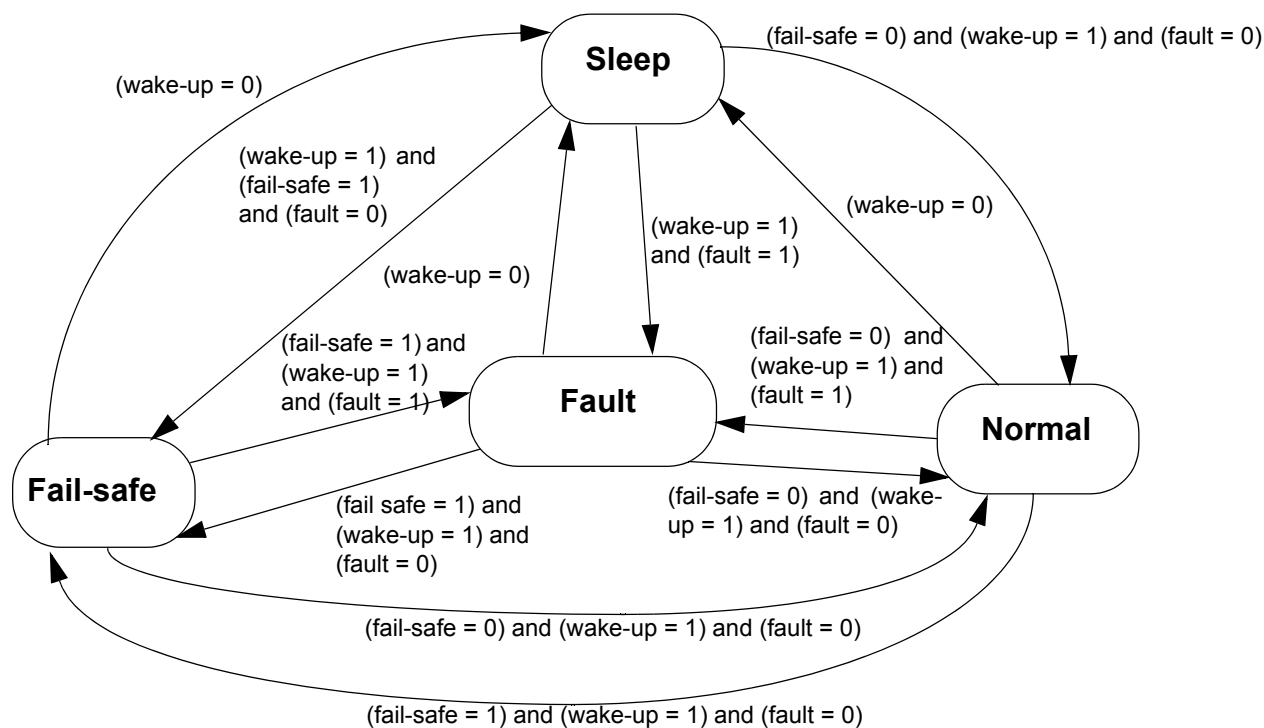 Sleep
(fail-safe = 0) and (wake-up = 1) and (fault = 0)
(wake-up = 0)
(wake-up = 1) and
(fail-safe = 1)
and (fault = 0)
(wake-up = 0)
(wake-up = 1)
and (fault = 1)
(wake-up = 0)
(fail-safe = 1) and
(wake-up = 1)
and (fault = 1)
(fail-safe = 0) and
(wake-up = 1) and
(fault = 1)
Fault
Normal
Fail-safe
(fail safe = 1) and
(wake-up = 1) and
(fault = 0)
(fail-safe = 0) and (wake-
up = 1) and (fault = 0)
(fail-safe = 0) and (wake-up = 1) and (fault = 0)
(fail-safe = 1) and (wake-up = 1) and (fault = 0)